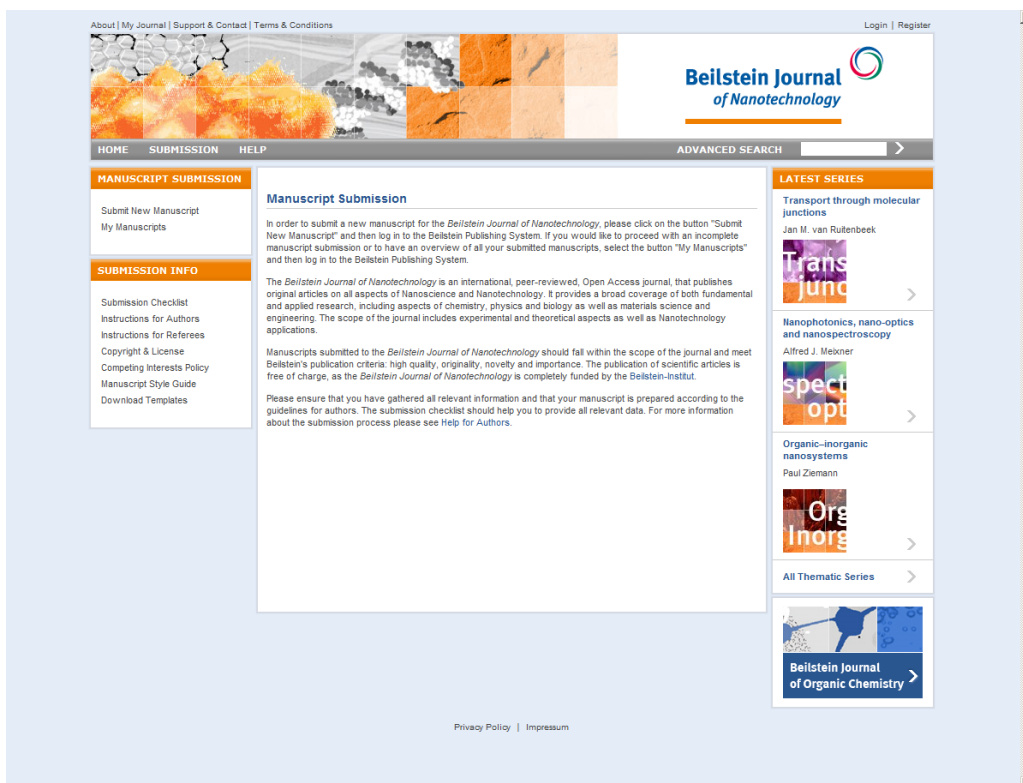 About | My Journal | Support & Contact | Terms & Conditions
Login | Register
Beilstein Journal
of Nanotechnology
HOME SUBMISSION HELP
ADVANCED SEARCH
MANUSCRIPT SUBMISSION
Submit New Manuscript
My Manuscripts
SUBMISSION INFO
Submission Checklist
Instructions for Authors
Instructions for Referees
Copyright & License
Competing Interests Policy
Manuscript Style Guide
Download Templates
Manuscript Submission
In order to submit a new manuscript for the Beilstein Journal of Nanotechnology, please click on the button "Submit
New Manuscript" and then log in to the Beilstein Publishing System. If you would like to proceed with an incomplete
manuscript submission or to have an overview of all your submitted manuscripts, select the button "My Manuscripts"
and then log in to the Beilstein Publishing System.
The Beilstein Journal of Nanotechnology is an international, peer-reviewed, Open Access journal, that publishes
original articles on all aspects of Nanoscience and Nanotechnology. It provides a broad coverage of both fundamental
and applied research, including aspects of chemistry, physics and biology as well as materials science and
engineering. The scope of the journal includes experimental and theoretical aspects as well as Nanotechnology
applications.
Manuscripts submitted to the Beilstein Journal of Nanotechnology should fall within the scope of the journal and meet
Beilstein's publication criteria: high quality, originality, novelty and importance. The publication of scientific articles is
free of charge, as the Beilstein Journal of Nanotechnology is completely funded by the Beilstein-Institut.
Please ensure that you have gathered all relevant information and that your manuscript is prepared according to the
guidelines for authors. The submission checklist should help you to provide all relevant data. For more information
about the submission process please see Help for Authors.
LATEST SERIES
Transport through molecular
junctions
Jan M. van Ruitenbeek
Trans
junc
Nanophotonics, nano-optics
and nanospectroscopy
Alfred J. Meixner
spect
opt
Organic–inorganic
nanosystems
Paul Ziemann
Org
Inorg
All Thematic Series
Beilstein Journal
of Organic Chemistry
Privacy Policy | Impressum